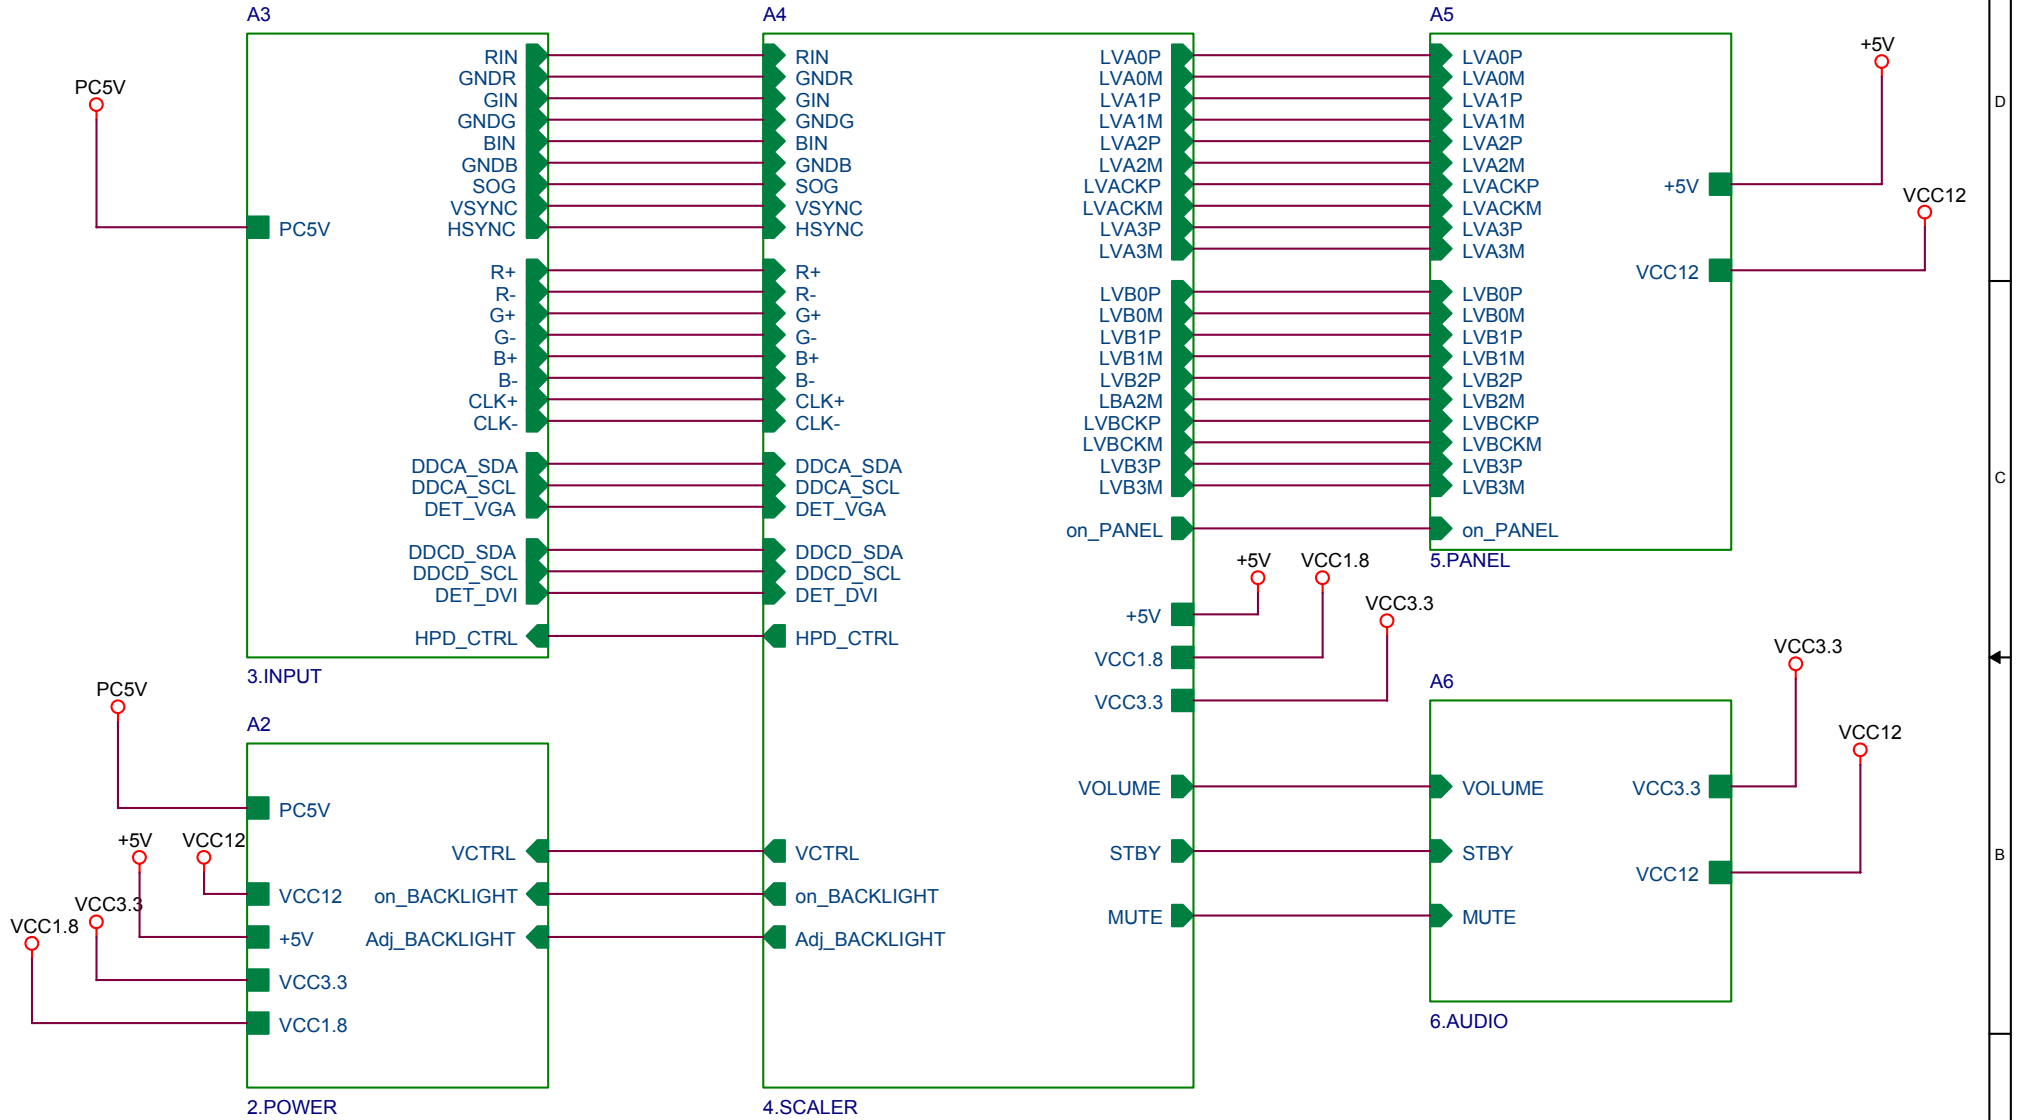 A3
PC5V
PC5V
RIN
GNDR
GIN
GNDG
BIN
GNDB
SOG
VSYNC
HSYNC
R+
R-
G+
G-
B+
B-
CLK+
CLK-
DDCA_SDA
DDCA_SCL
DET_VGA
DDCD_SDA
DDCD_SCL
DET_DVI
HPD_CTRL
3.INPUT
A4
RIN
GNDR
GIN
GNDG
BIN
GNDB
SOG
VSYNC
HSYNC
R+
R-
G+
G-
B+
B-
CLK+
CLK-
DDCA_SDA
DDCA_SCL
DET_VGA
DDCD_SDA
DDCD_SCL
DET_DVI
HPD_CTRL
VCTRL
on_BACKLIGHT
Adj_BACKLIGHT
LVA0P
LVA0M
LVA1P
LVA1M
LVA2P
LVA2M
LVACKP
LVACKM
LVA3P
LVA3M
LVB0P
LVB0M
LVB1P
LVB1M
LVB2P
LBA2M
LVBCKP
LVBCKM
LVB3P
LVB3M
on_PANEL
+5V
VCC1.8
VCC3.3
+5V
VCC1.8
VCC3.3
VOLUME
STBY
MUTE
4.SCALER
A5
LVA0P
LVA0M
LVA1P
LVA1M
LVA2P
LVA2M
LVACKP
LVACKM
LVA3P
LVA3M
LVB0P
LVB0M
LVB1P
LVB1M
LVB2P
LVB2M
LVBCKP
LVBCKM
LVB3P
LVB3M
on_PANEL
+5V
VCC12
+5V
VCC12
5.PANEL
A2
PC5V
PC5V
+5V
VCC12
VCC3.3
VCC1.8
VCC12
+5V
VCC3.3
VCC1.8
VCTRL
on_BACKLIGHT
Adj_BACKLIGHT
2.POWER
A6
VOLUME
STBY
MUTE
VCC3.3
VCC12
VCC3.3
VCC12
6.AUDIO
D
C
B